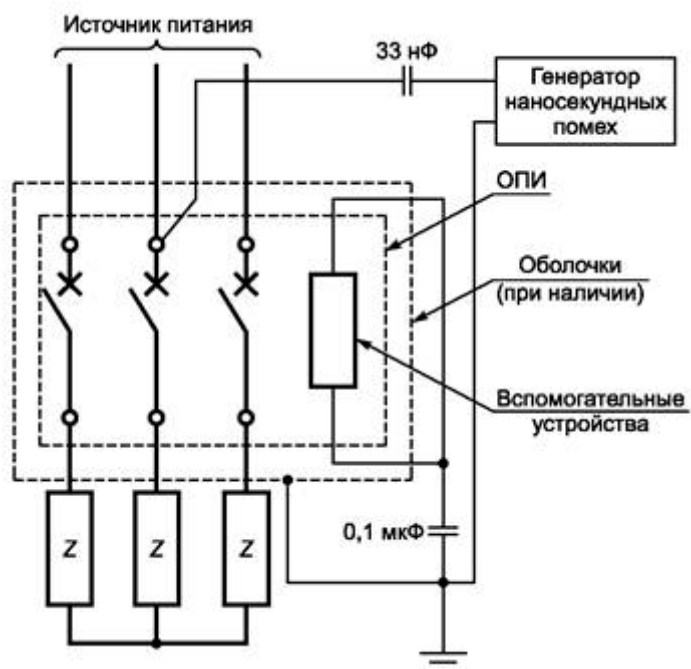 Источник питания
33 нФ
Генератор
наносекундных
помех
ОПИ
Оболочки
(при наличии)
Вспомогательные
устройства
0,1 мкФ
Z
Z
Z